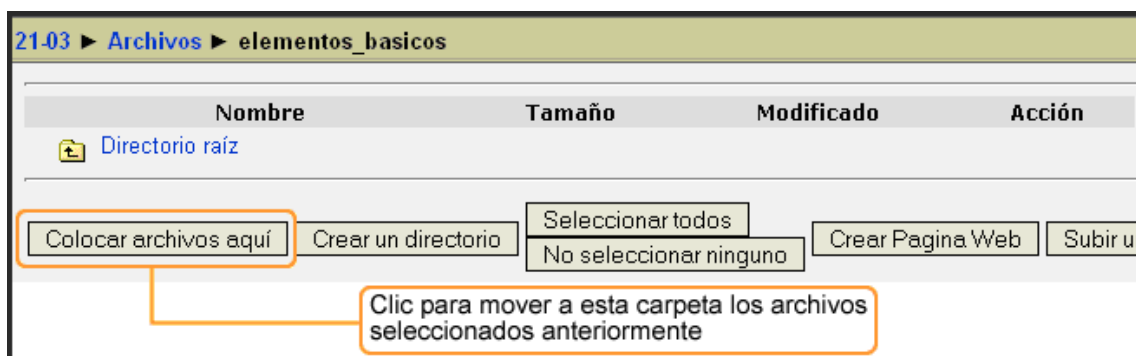 21-03 ► Archivos ► elementos_basicos
Nombre Tamaño Modificado Acción
Directorio raíz
Colocar archivos aquí Crear un directorio Seleccionar todos Crear Pagina Web Subir u
No seleccionar ninguno
Clic para mover a esta carpeta los archivos
seleccionados anteriormente